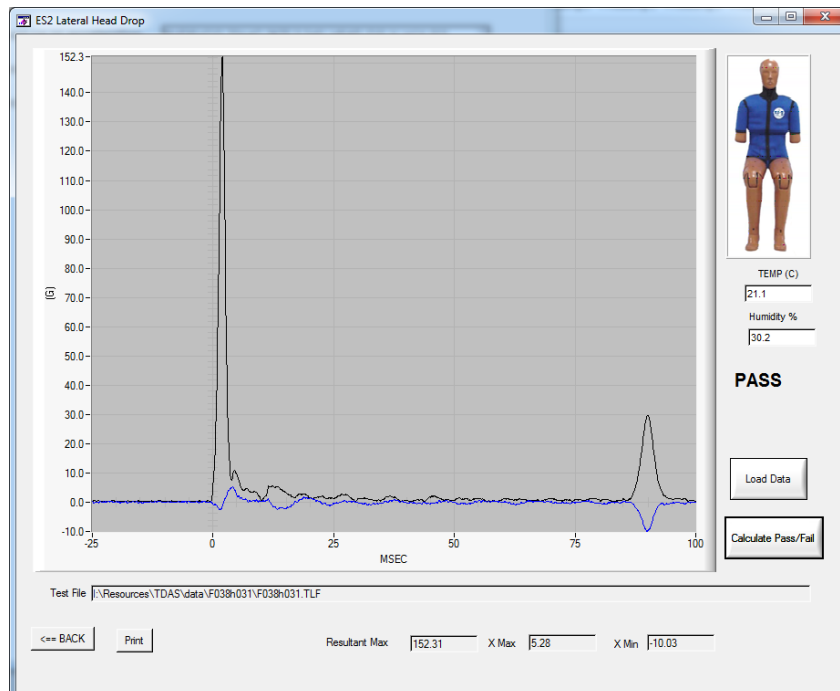 ES2 Lateral Head Drop
152.3
140.0
130.0
120.0
110.0
100.0
90.0
80.0
70.0
60.0
50.0
40.0
30.0
20.0
10.0
0.0
-10.0
(G)
-25
0
25
50
75
100
MSEC
TEMP (C)
21.1
Humidity %
30.2
PASS
Load Data
Calculate Pass/Fail
Test File I:\Resources\TDAS\data\F038h031\F038h031.TLF
<== BACK
Print
Resultant Max 152.31 X Max 5.28 X Min -10.03